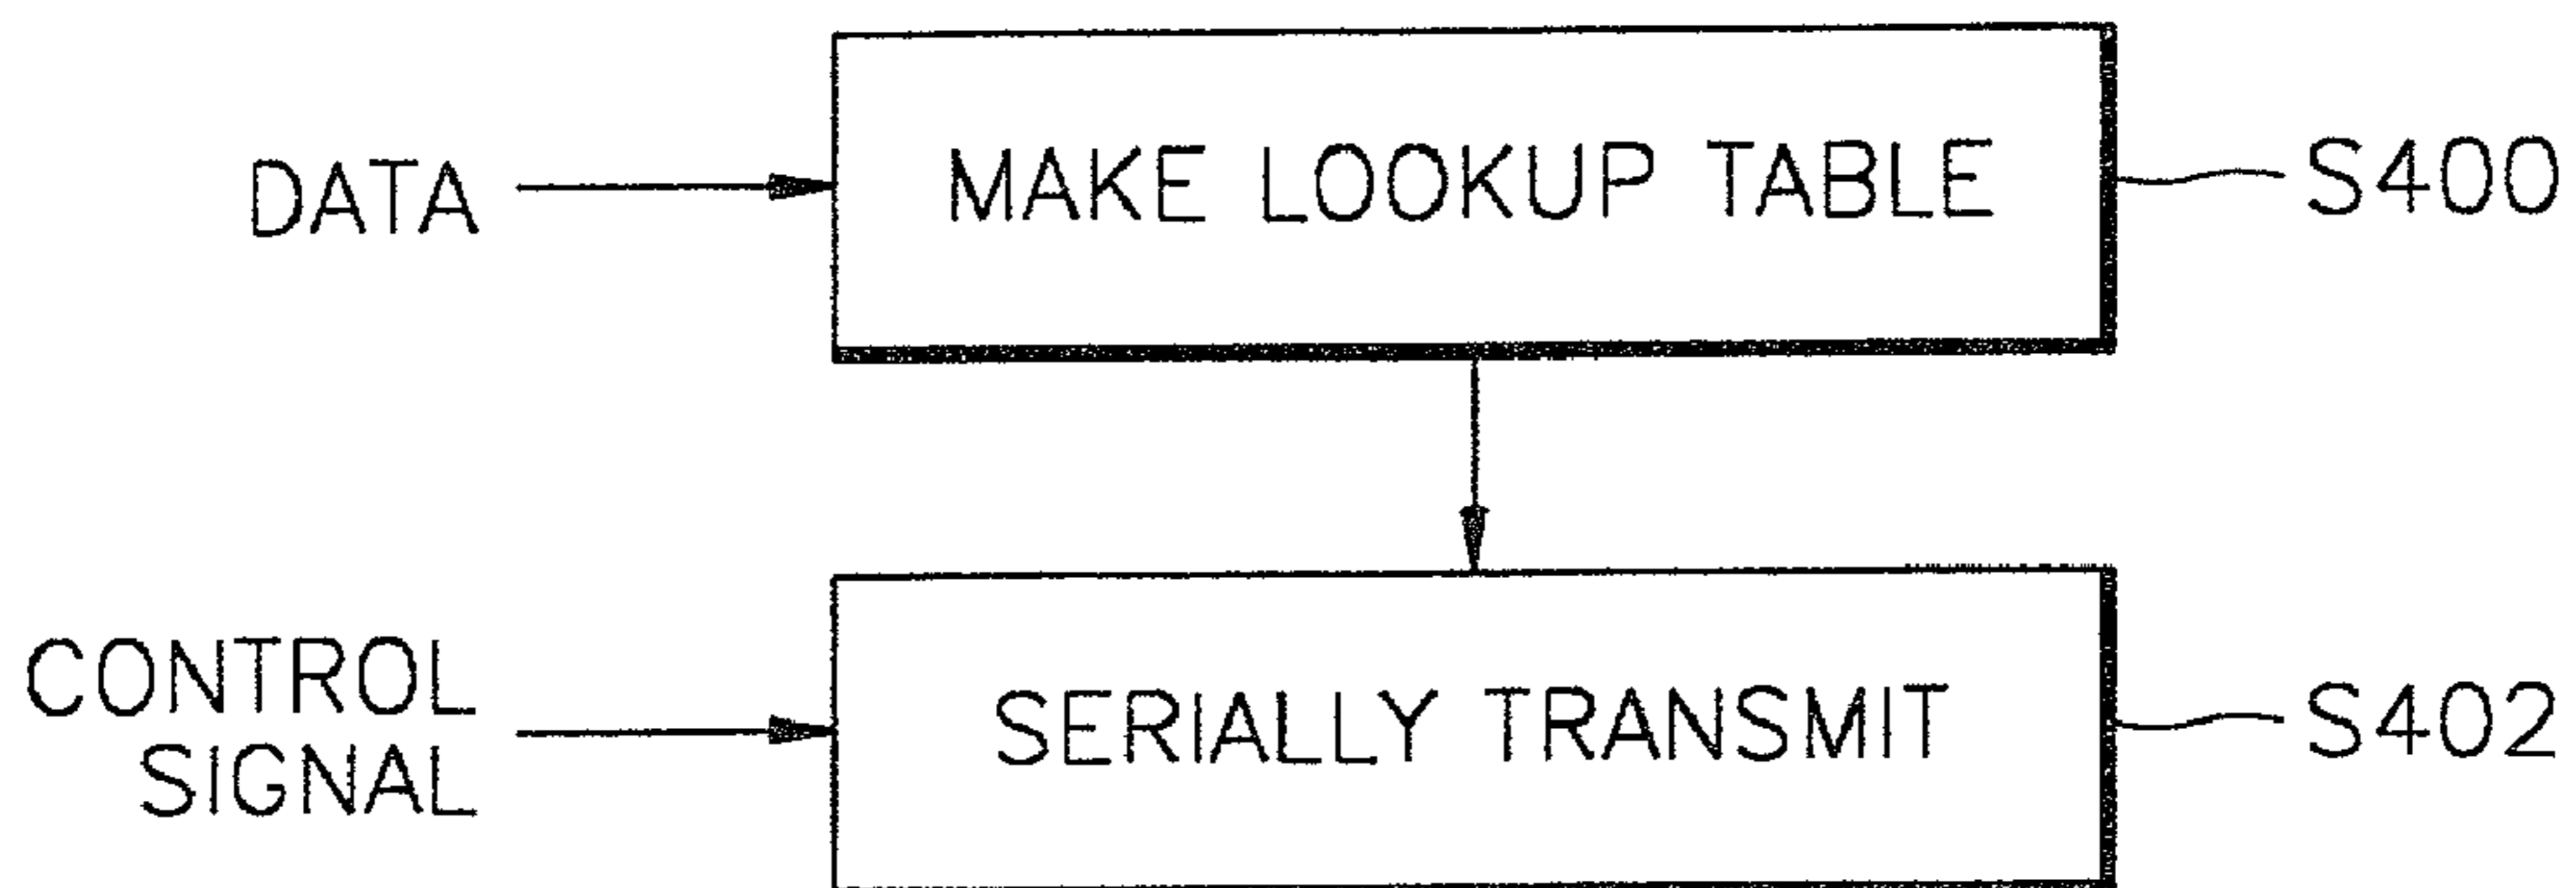 DATA
MAKE LOOKUP TABLE
S400
CONTROL
SIGNAL
SERIALLY TRANSMIT
S402